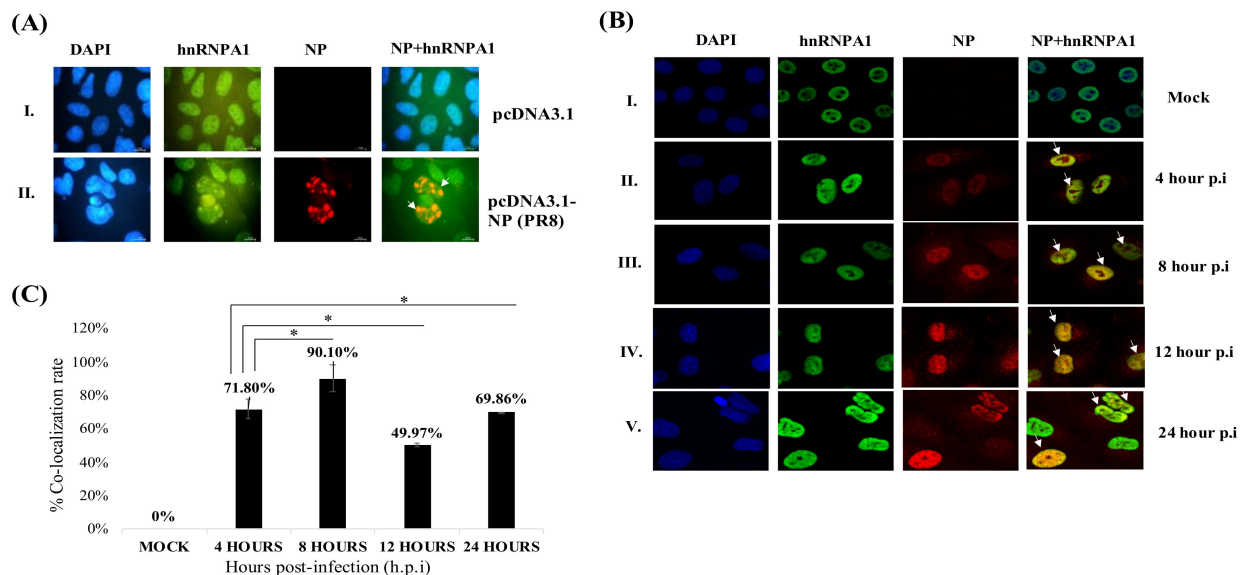 (A)
DAPI hnRNPA1 NP NP+hnRNPA1
I. pcDNA3.1
II. pcDNA3.1-
NP (PR8)
(B)
DAPI hnRNPA1 NP NP+hnRNPA1
I. Mock
II. 4 hour p.i
III. 8 hour p.i
IV. 12 hour p.i
V. 24 hour p.i
(C)
% Co-localization rate
120%
100%
80%
60%
40%
20%
0%
*
*
*
0%
71.80%
90.10%
49.97%
69.86%
MOCK 4 HOURS 8 HOURS 12 HOURS 24 HOURS
Hours post-infection (h.p.i)